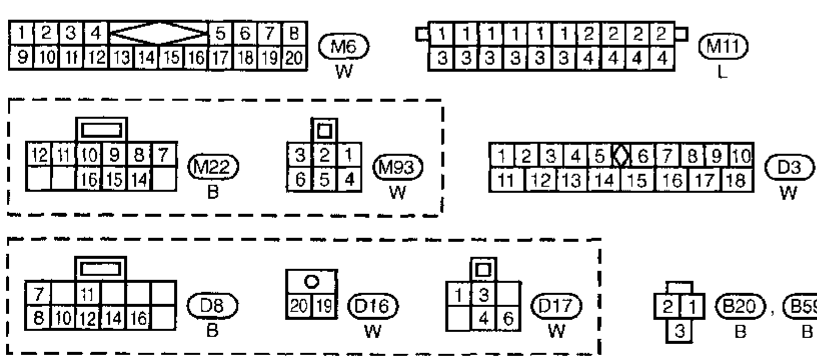 1 2 3 4 5 6 7 8
9 10 11 12 13 14 15 16 17 18 19 20
M6
W
1 1 1 1 1 1 2 2 2 2
3 3 3 3 3 3 4 4 4 4
M11
L
12 11 10 9 8 7
16 15 14
M22
B
3 2 1
6 5 4
M93
W
1 2 3 4 5 6 7 8 9 10
11 12 13 14 15 16 17 18
D3
W
7 11
8 10 12 14 16
D8
B
20 19
D16
W
1 3
4 6
D17
W
2 1
3
B20 , B59
B B